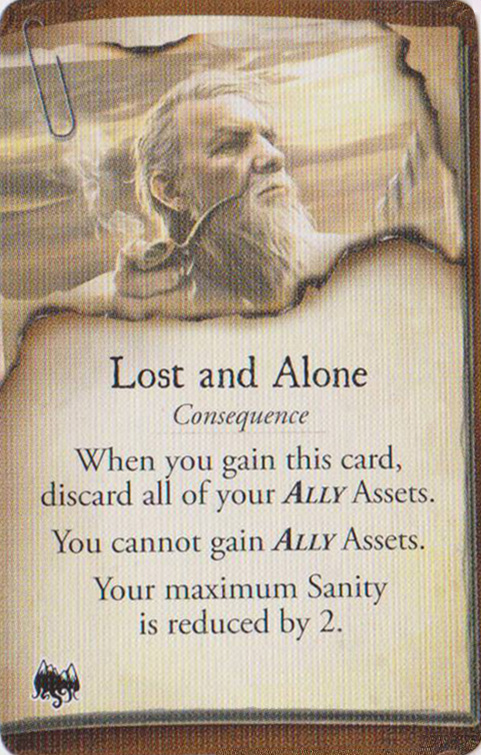 Lost and Alone
Consequence
When you gain this card,
discard all of your ALLY Assets.
You cannot gain ALLY Assets.
Your maximum Sanity
is reduced by 2.